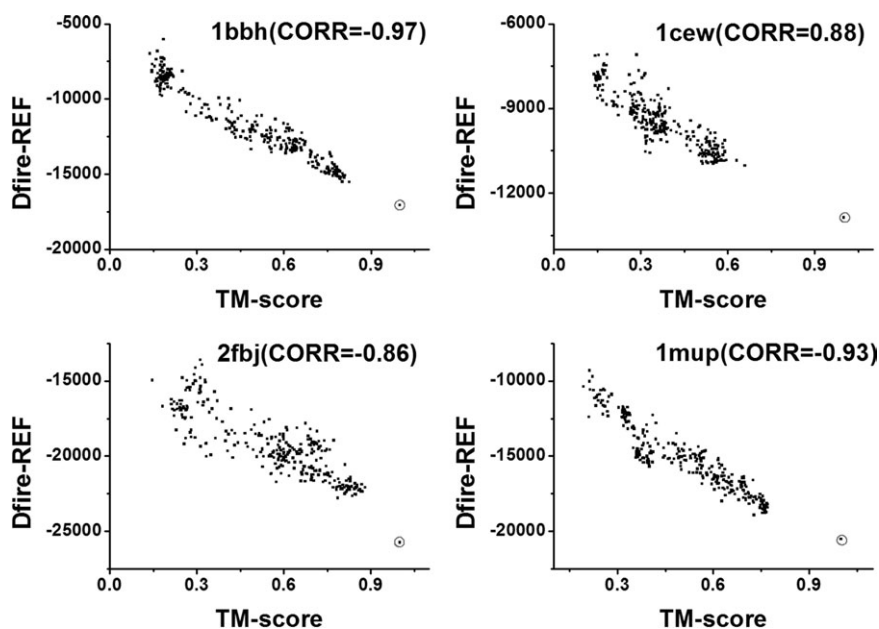 1bbh(CORR=-0.97)
-5000
-10000
-15000
-20000
Dfire-REF
0.0
0.3
0.6
0.9
TM-score
1cew(CORR=0.88)
-6000
-9000
-12000
Dfire-REF
0.0
0.3
0.6
0.9
TM-score
2fbj(CORR=-0.86)
-15000
-20000
-25000
Dfire-REF
0.0
0.3
0.6
0.9
TM-score
1mup(CORR=-0.93)
-10000
-15000
-20000
Dfire-REF
0.3
0.6
0.9
TM-score